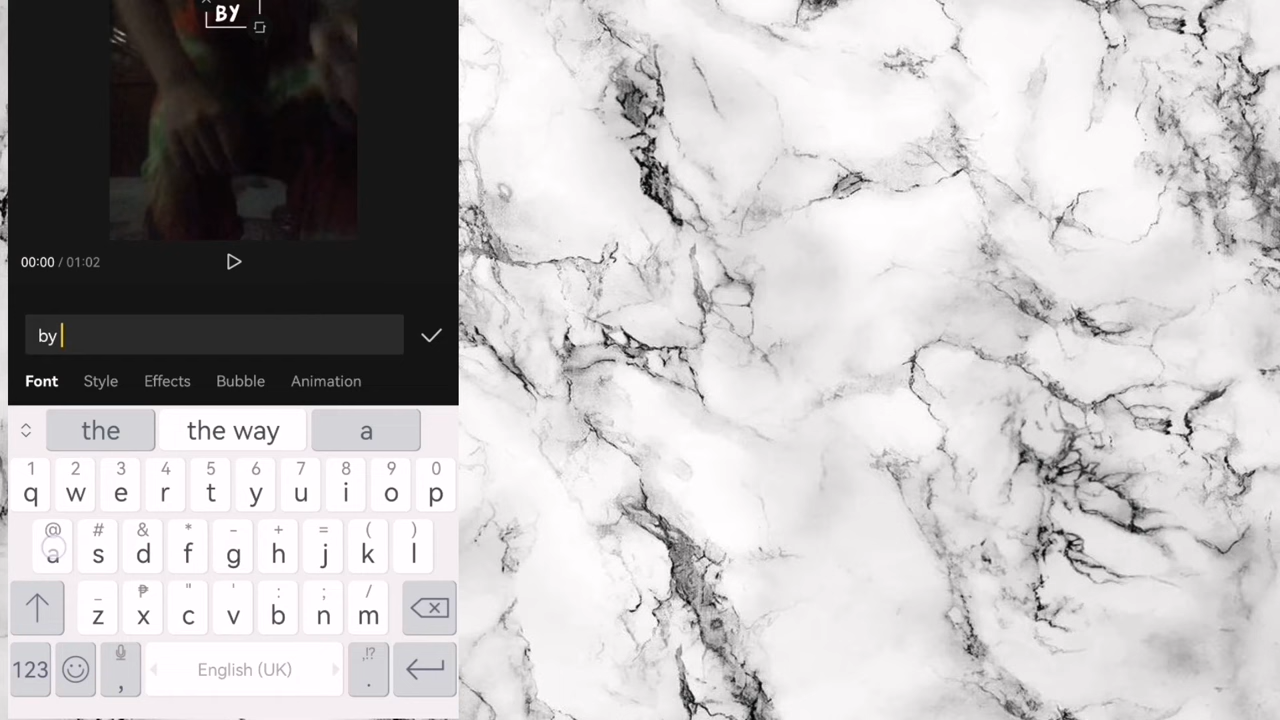 BY
00:00 / 01:02
by
Font Style Effects Bubble Animation
the the way a
1 2 3 4 5 6 7 8 9 0
q w e r t y u i o p
@ # & * - + = ( )
a s d f g h j k l
_ ₱ " ' : ; /
z x c v b n m
123 , English (UK) ,!? .